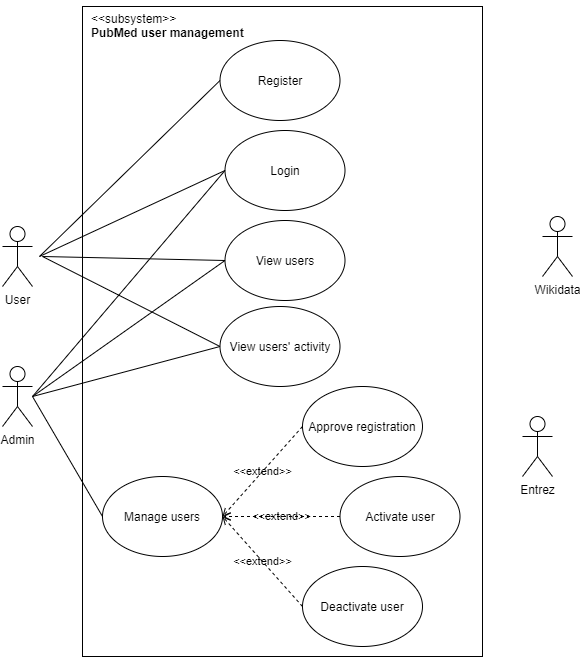 <<subsystem>>
PubMed user management
Register
Login
View users
User
Wikidata
View users' activity
Admin
Approve registration
<<extend>>
Entrez
Manage users
<<extend>>
Activate user
<<extend>>
Deactivate user